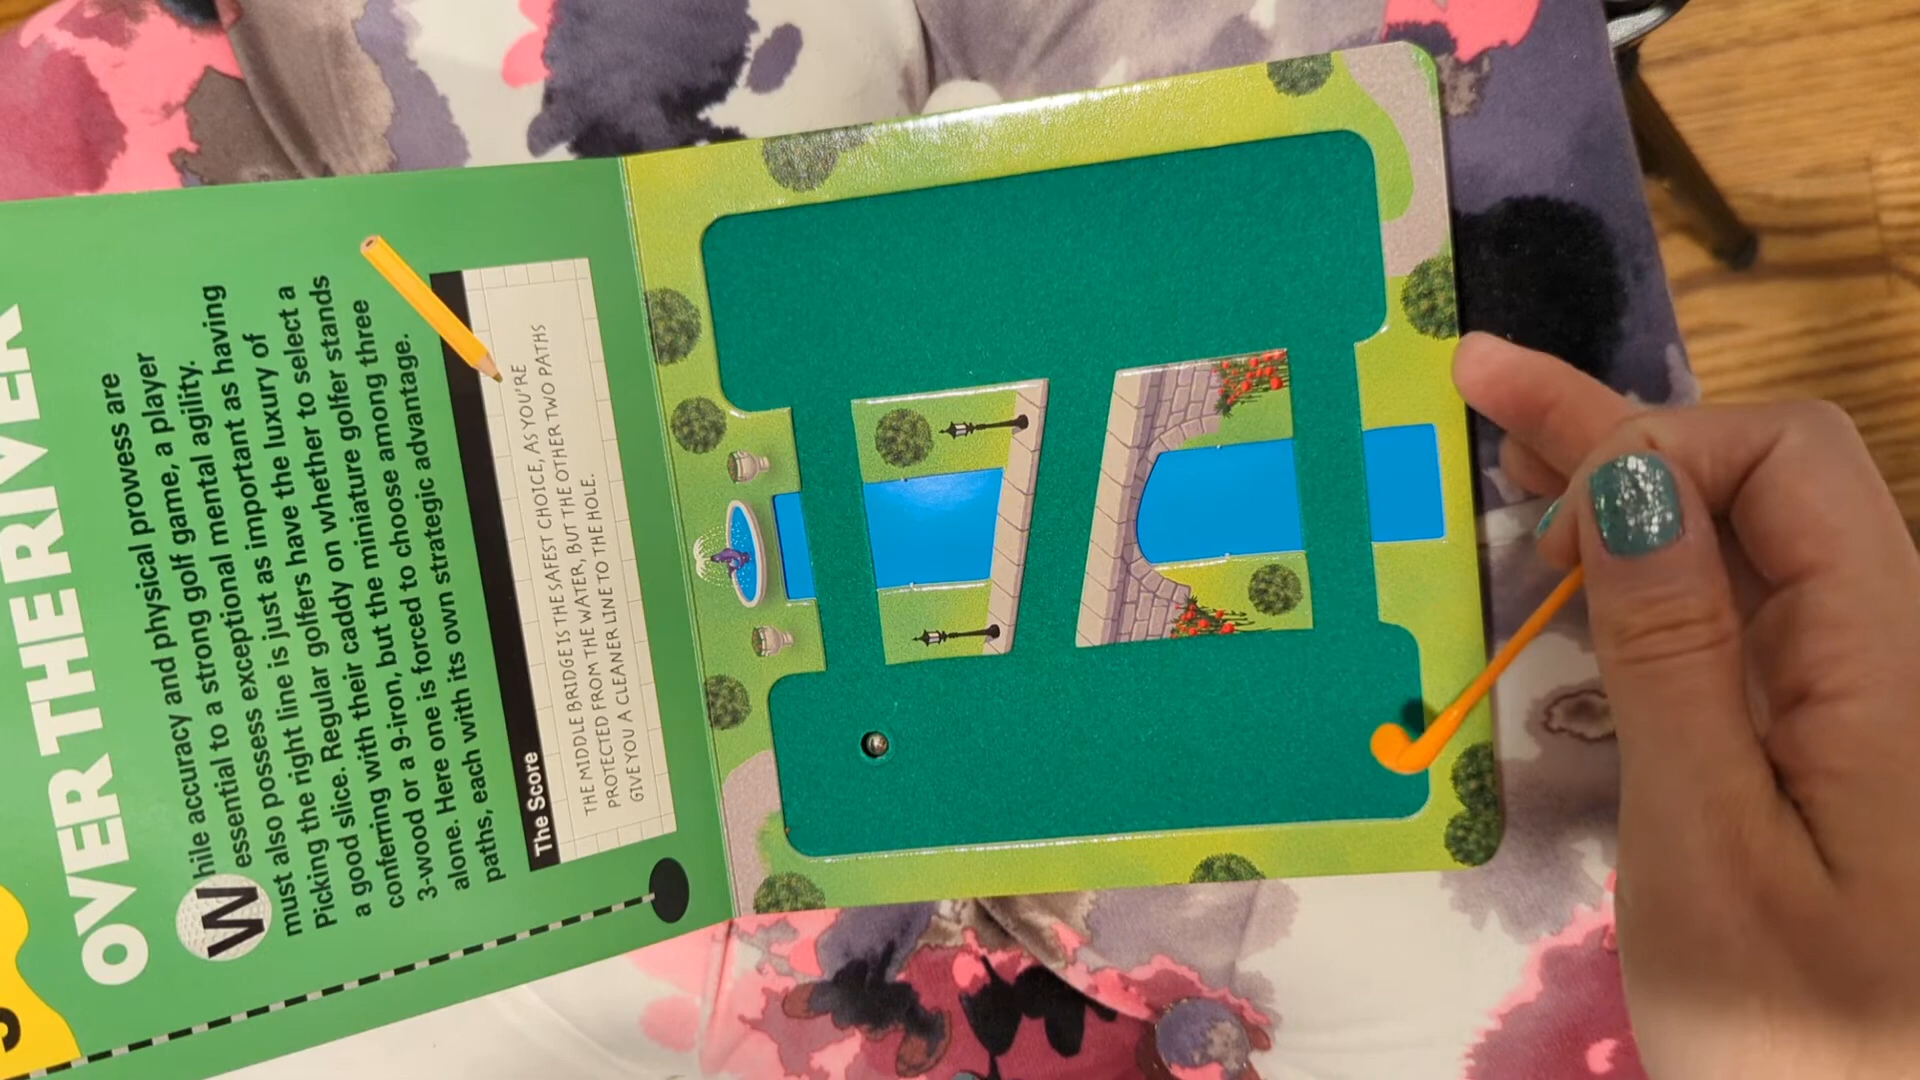 OVER THE RIVER
While accuracy and physical prowess are
essential to a strong golf game, a player
must also possess exceptional mental agility.
Picking the right line is just as important as having
a good slice. Regular golfers have the luxury of
conferring with their caddy on whether to select a
3-wood or a 9-iron, but the miniature golfer stands
alone. Here one is forced to choose among three
paths, each with its own strategic advantage.
The Score
THE MIDDLE BRIDGE IS THE SAFEST CHOICE, AS YOU'RE
PROTECTED FROM THE WATER, BUT THE OTHER TWO PATHS
GIVE YOU A CLEANER LINE TO THE HOLE.